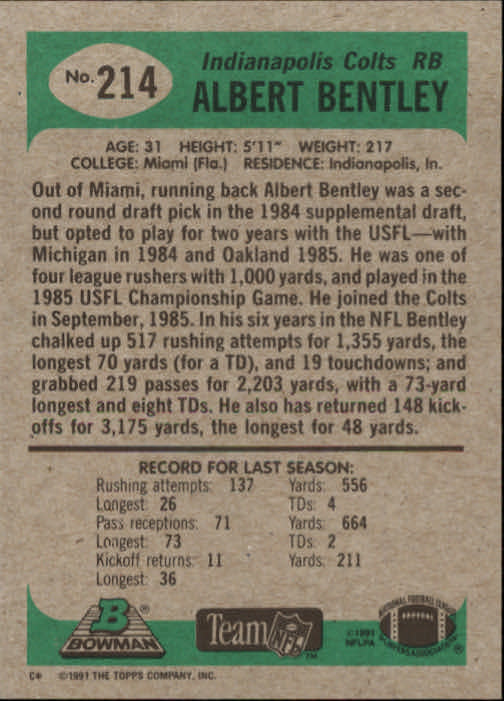 No. 214
Indianapolis Colts RB
ALBERT BENTLEY
AGE: 31 HEIGHT: 5'11" WEIGHT: 217
COLLEGE: Miami (Fla.) RESIDENCE: Indianapolis, In.
Out of Miami, running back Albert Bentley was a sec-
ond round draft pick in the 1984 supplemental draft,
but opted to play for two years with the USFL—with
Michigan in 1984 and Oakland 1985. He was one of
four league rushers with 1,000 yards, and played in the
1985 USFL Championship Game. He joined the Colts
in September, 1985. In his six years in the NFL Bentley
chalked up 517 rushing attempts for 1,355 yards, the
longest 70 yards (for a TD), and 19 touchdowns; and
grabbed 219 passes for 2,203 yards, with a 73-yard
longest and eight TDs. He also has returned 148 kick-
offs for 3,175 yards, the longest for 48 yards.
RECORD FOR LAST SEASON:
Rushing attempts: 137 Yards: 556
Longest: 26 TDs: 4
Pass receptions: 71 Yards: 664
Longest: 73 TDs: 2
Kickoff returns: 11 Yards: 211
Longest: 36
B ®
BOWMAN
Team NFL ™
©1991
NFLPA
NATIONAL FOOTBALL LEAGUE
PLAYERS ASSOCIATION ®
C* ©1991 THE TOPPS COMPANY, INC.